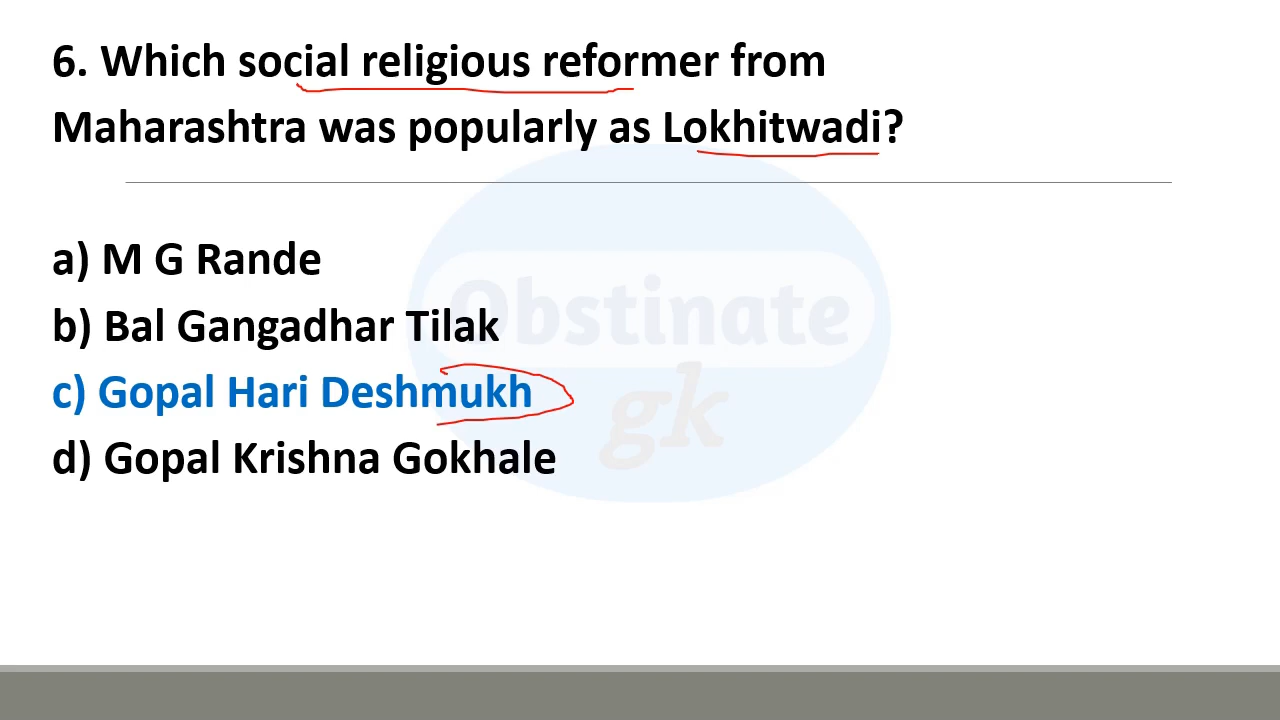 6. Which social religious reformer from
Maharashtra was popularly as Lokhitwadi?
a) M G Rande
b) Bal Gangadhar Tilak
c) Gopal Hari Deshmukh
d) Gopal Krishna Gokhale
Obstinate
gk